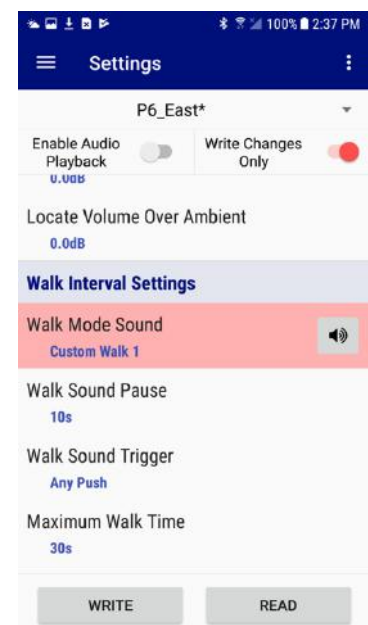 100% 2:37 PM
Settings
P6_East*
Enable Audio Playback
Write Changes Only
0.0dB
Locate Volume Over Ambient
0.0dB
Walk Interval Settings
Walk Mode Sound
Custom Walk 1
Walk Sound Pause
10s
Walk Sound Trigger
Any Push
Maximum Walk Time
30s
WRITE
READ